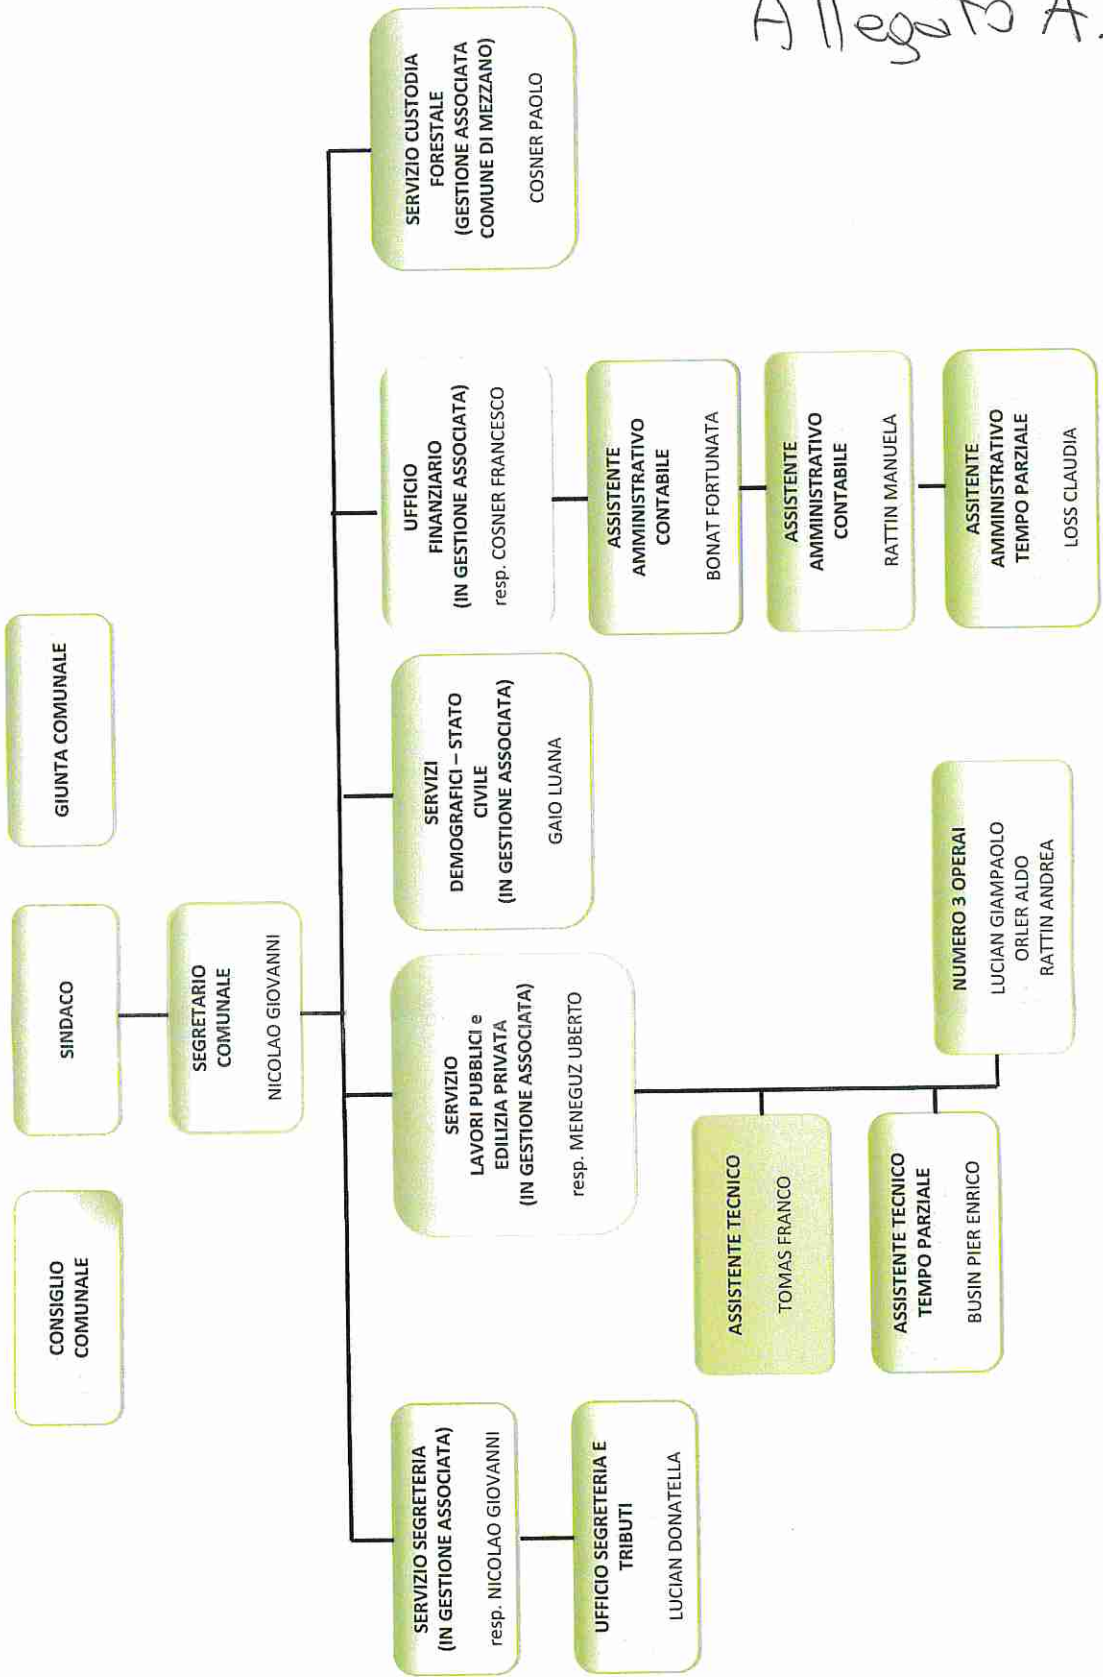 Allegato A.
CONSIGLIO
COMUNALE
SINDACO
GIUNTA COMUNALE
SEGRETARIO
COMUNALE
NICOLAO GIOVANNI
SERVIZIO SEGRETERIA
(IN GESTIONE ASSOCIATA)
resp. NICOLAO GIOVANNI
UFFICIO SEGRETERIA E
TRIBUTI
LUCIAN DONATELLA
SERVIZIO
LAVORI PUBBLICI e
EDILIZIA PRIVATA
(IN GESTIONE ASSOCIATA)
resp. MENEGUZ UBERTO
ASSISTENTE TECNICO
TOMAS FRANCO
ASSISTENTE TECNICO
TEMPO PARZIALE
BUSIN PIER ENRICO
NUMERO 3 OPERAI
LUCIAN GIAMPAOLO
ORLER ALDO
RATTIN ANDREA
SERVIZI
DEMOGRAFICI – STATO
CIVILE
(IN GESTIONE ASSOCIATA)
GAIO LUANA
UFFICIO
FINANZIARIO
(IN GESTIONE ASSOCIATA)
resp. COSNER FRANCESCO
ASSISTENTE
AMMINISTRATIVO
CONTABILE
BONAT FORTUNATA
ASSISTENTE
AMMINISTRATIVO
CONTABILE
RATTIN MANUELA
ASSITENTE
AMMINISTRATIVO
TEMPO PARZIALE
LOSS CLAUDIA
SERVIZIO CUSTODIA
FORESTALE
(GESTIONE ASSOCIATA
COMUNE DI MEZZANO)
COSNER PAOLO